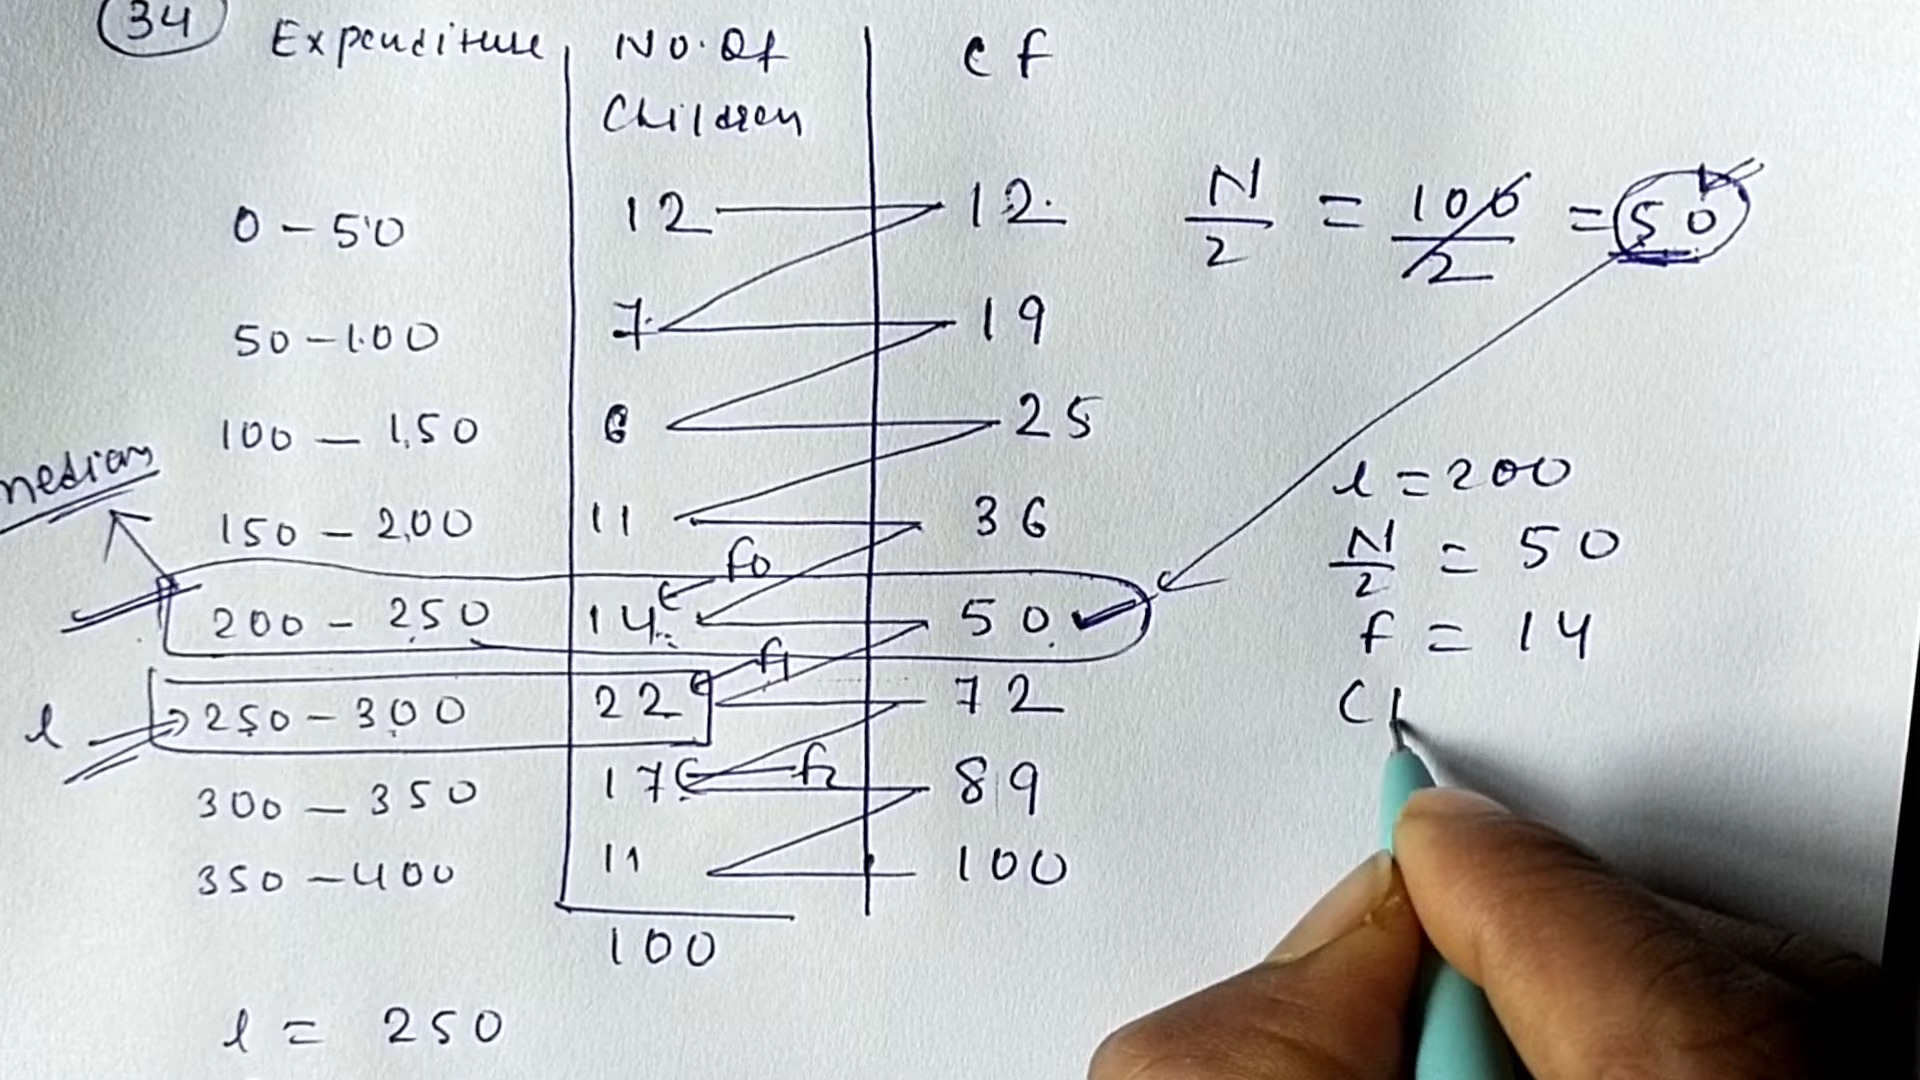 34 Expenditure No. Of Children cf
0 - 50 12 12
50 - 100 7 19
100 - 150 6 25
150 - 200 11 36
median
f0
200 - 250 14 50
f1
l 250 - 300 22 72
300 - 350 17 f2 89
350 - 400 11 100
100
l = 250
N/2 = 100/2 = 50
l = 200
N/2 = 50
f = 14
C